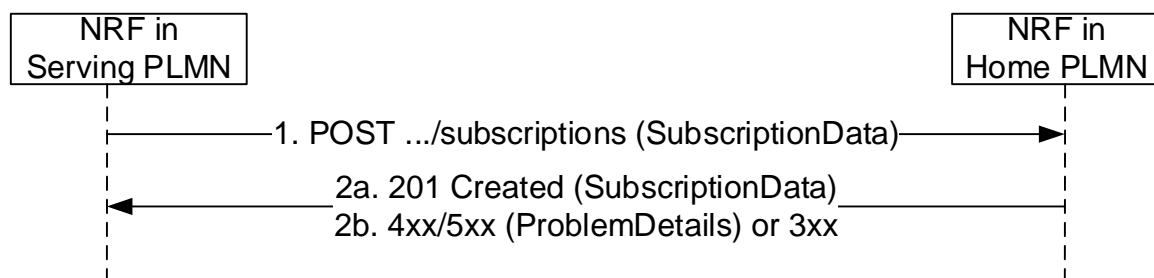 NRF in
Serving PLMN
NRF in
Home PLMN
1. POST .../subscriptions (SubscriptionData)
2a. 201 Created (SubscriptionData)
2b. 4xx/5xx (ProblemDetails) or 3xx